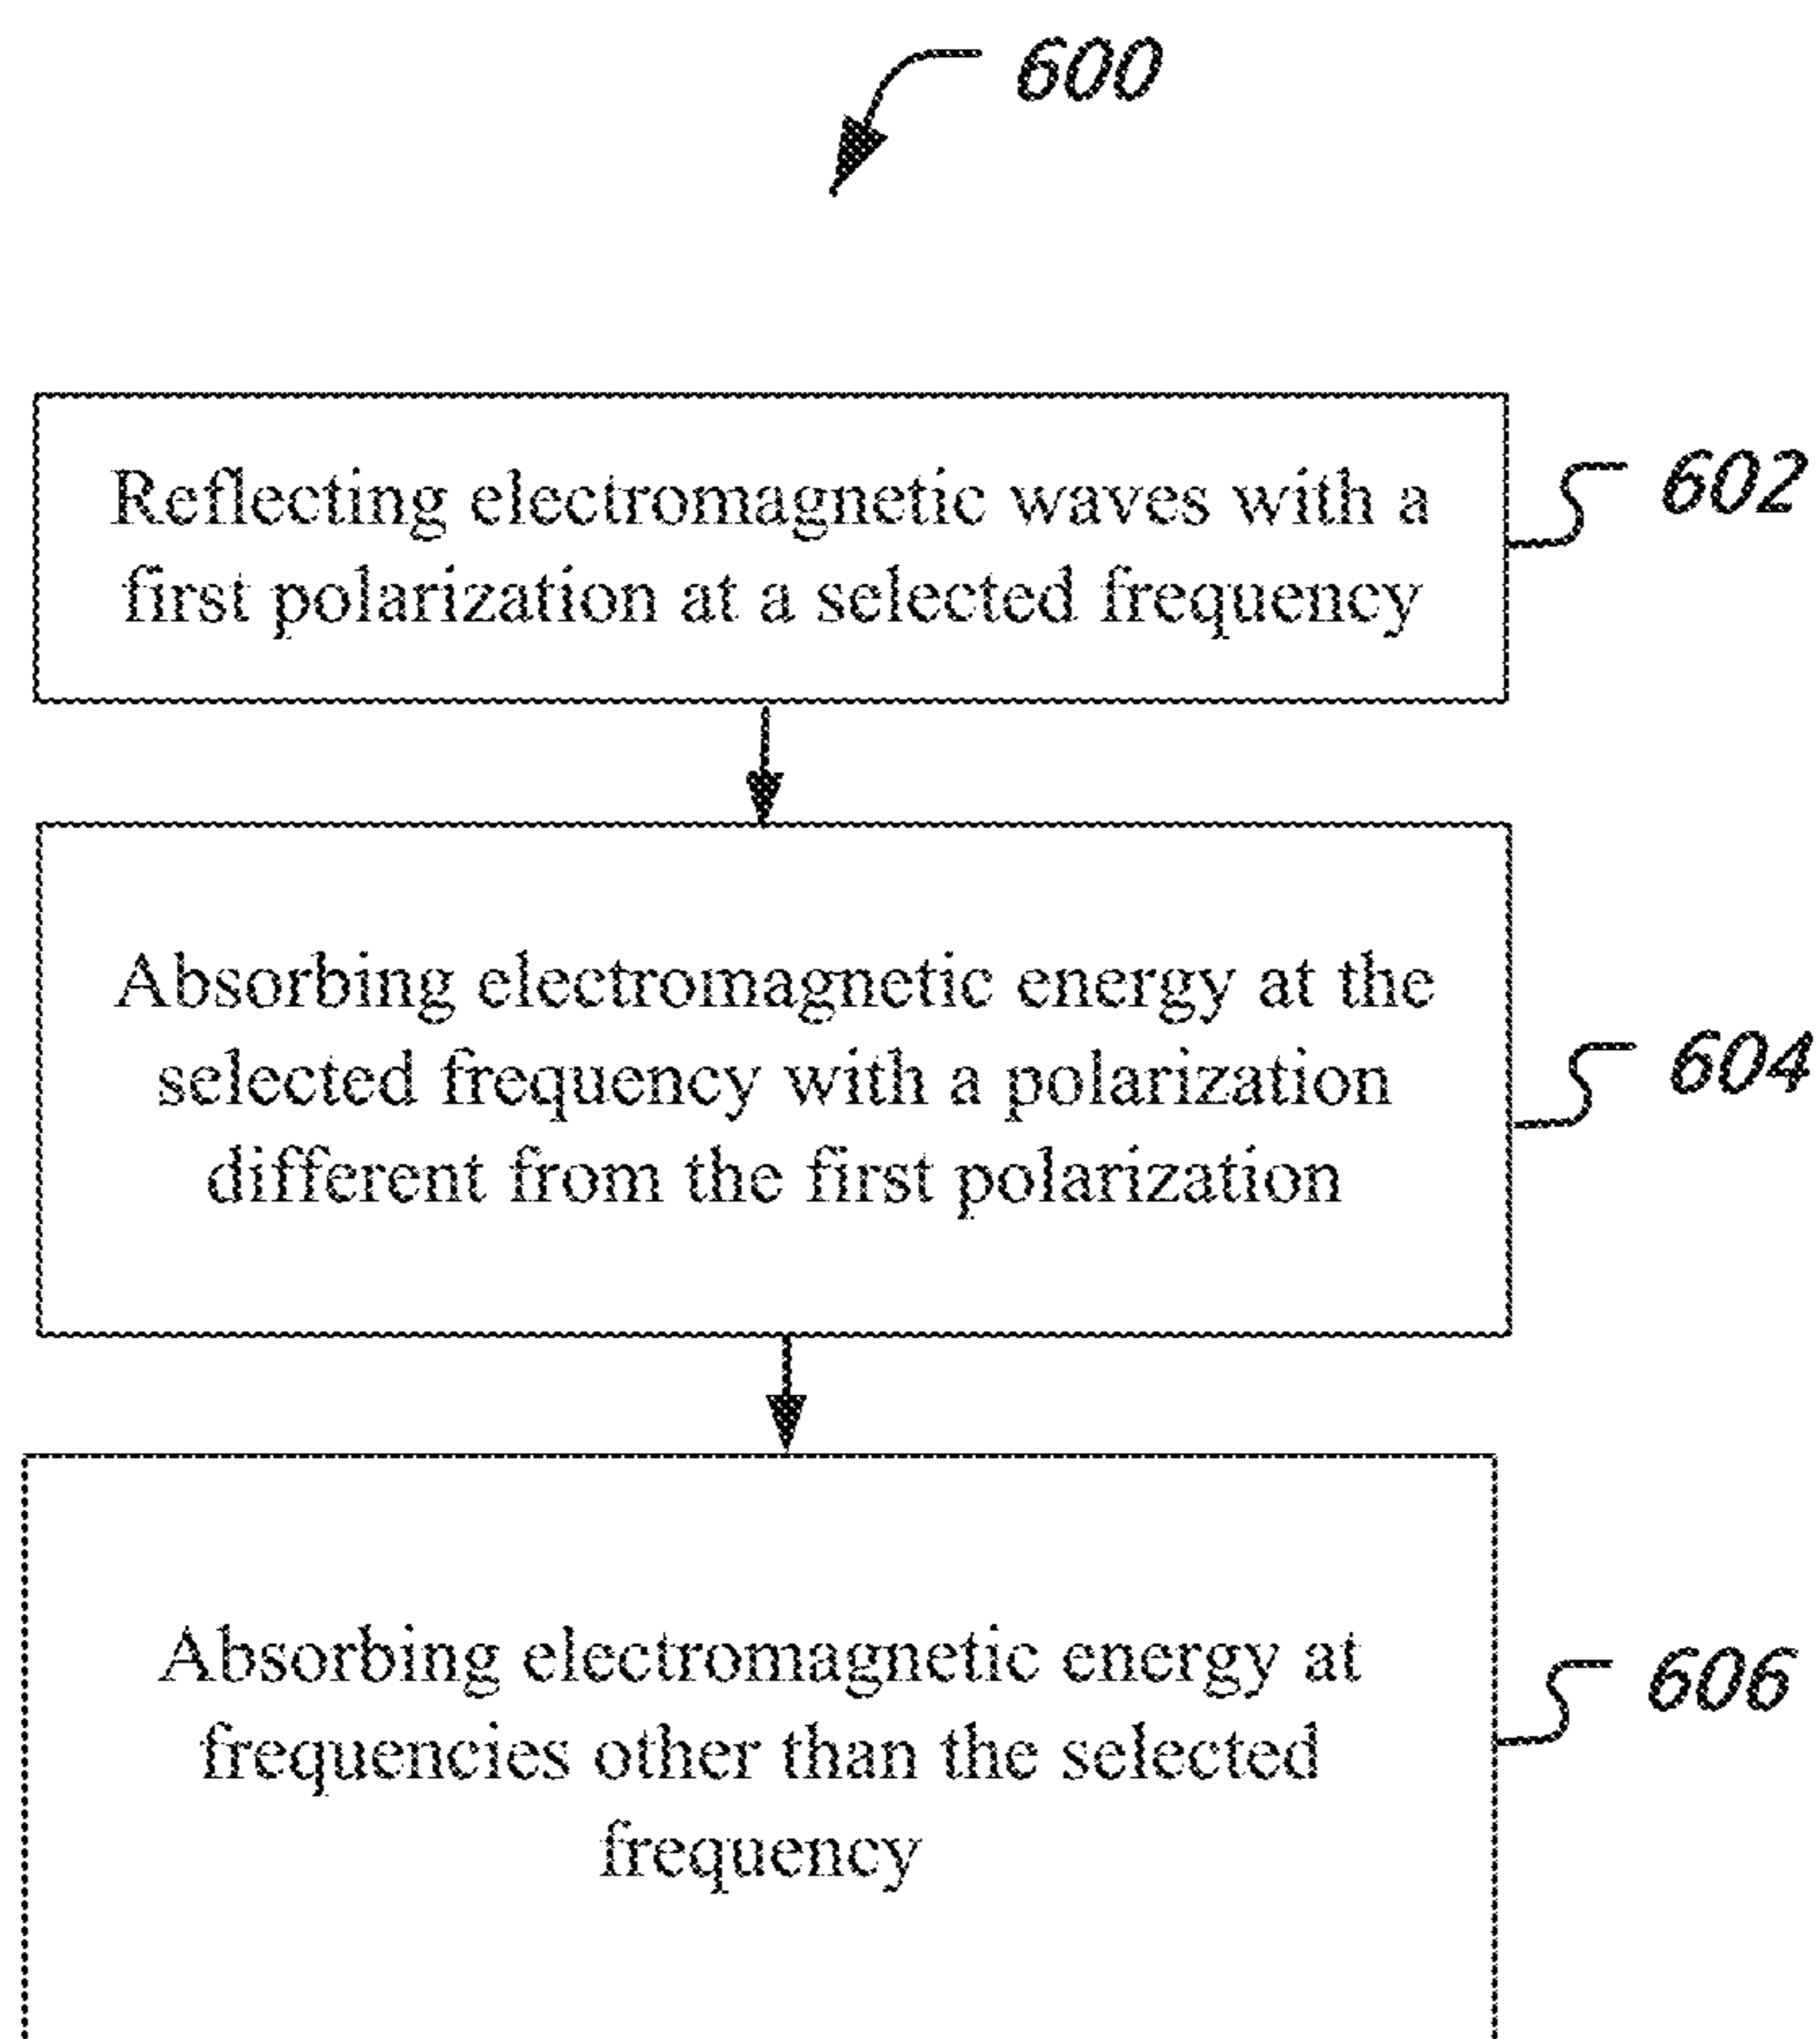 600
Reflecting electromagnetic waves with a
first polarization at a selected frequency
602
Absorbing electromagnetic energy at the
selected frequency with a polarization
different from the first polarization
604
Absorbing electromagnetic energy at
frequencies other than the selected
frequency
606